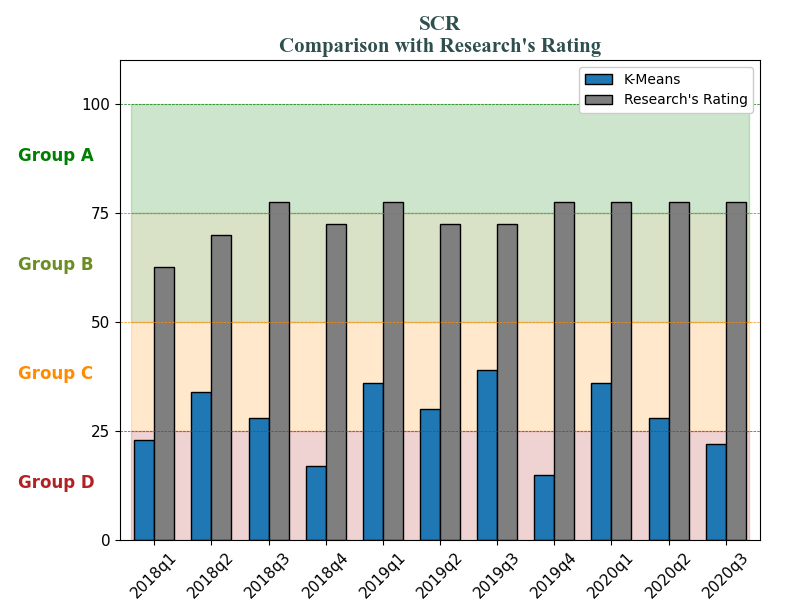 SCR
Comparison with Research's Rating
K-Means
Research's Rating
100
Group A
75
Group B
50
Group C
25
Group D
0
2018q1 2018q2 2018q3 2018q4 2019q1 2019q2 2019q3 2019q4 2020q1 2020q2 2020q3